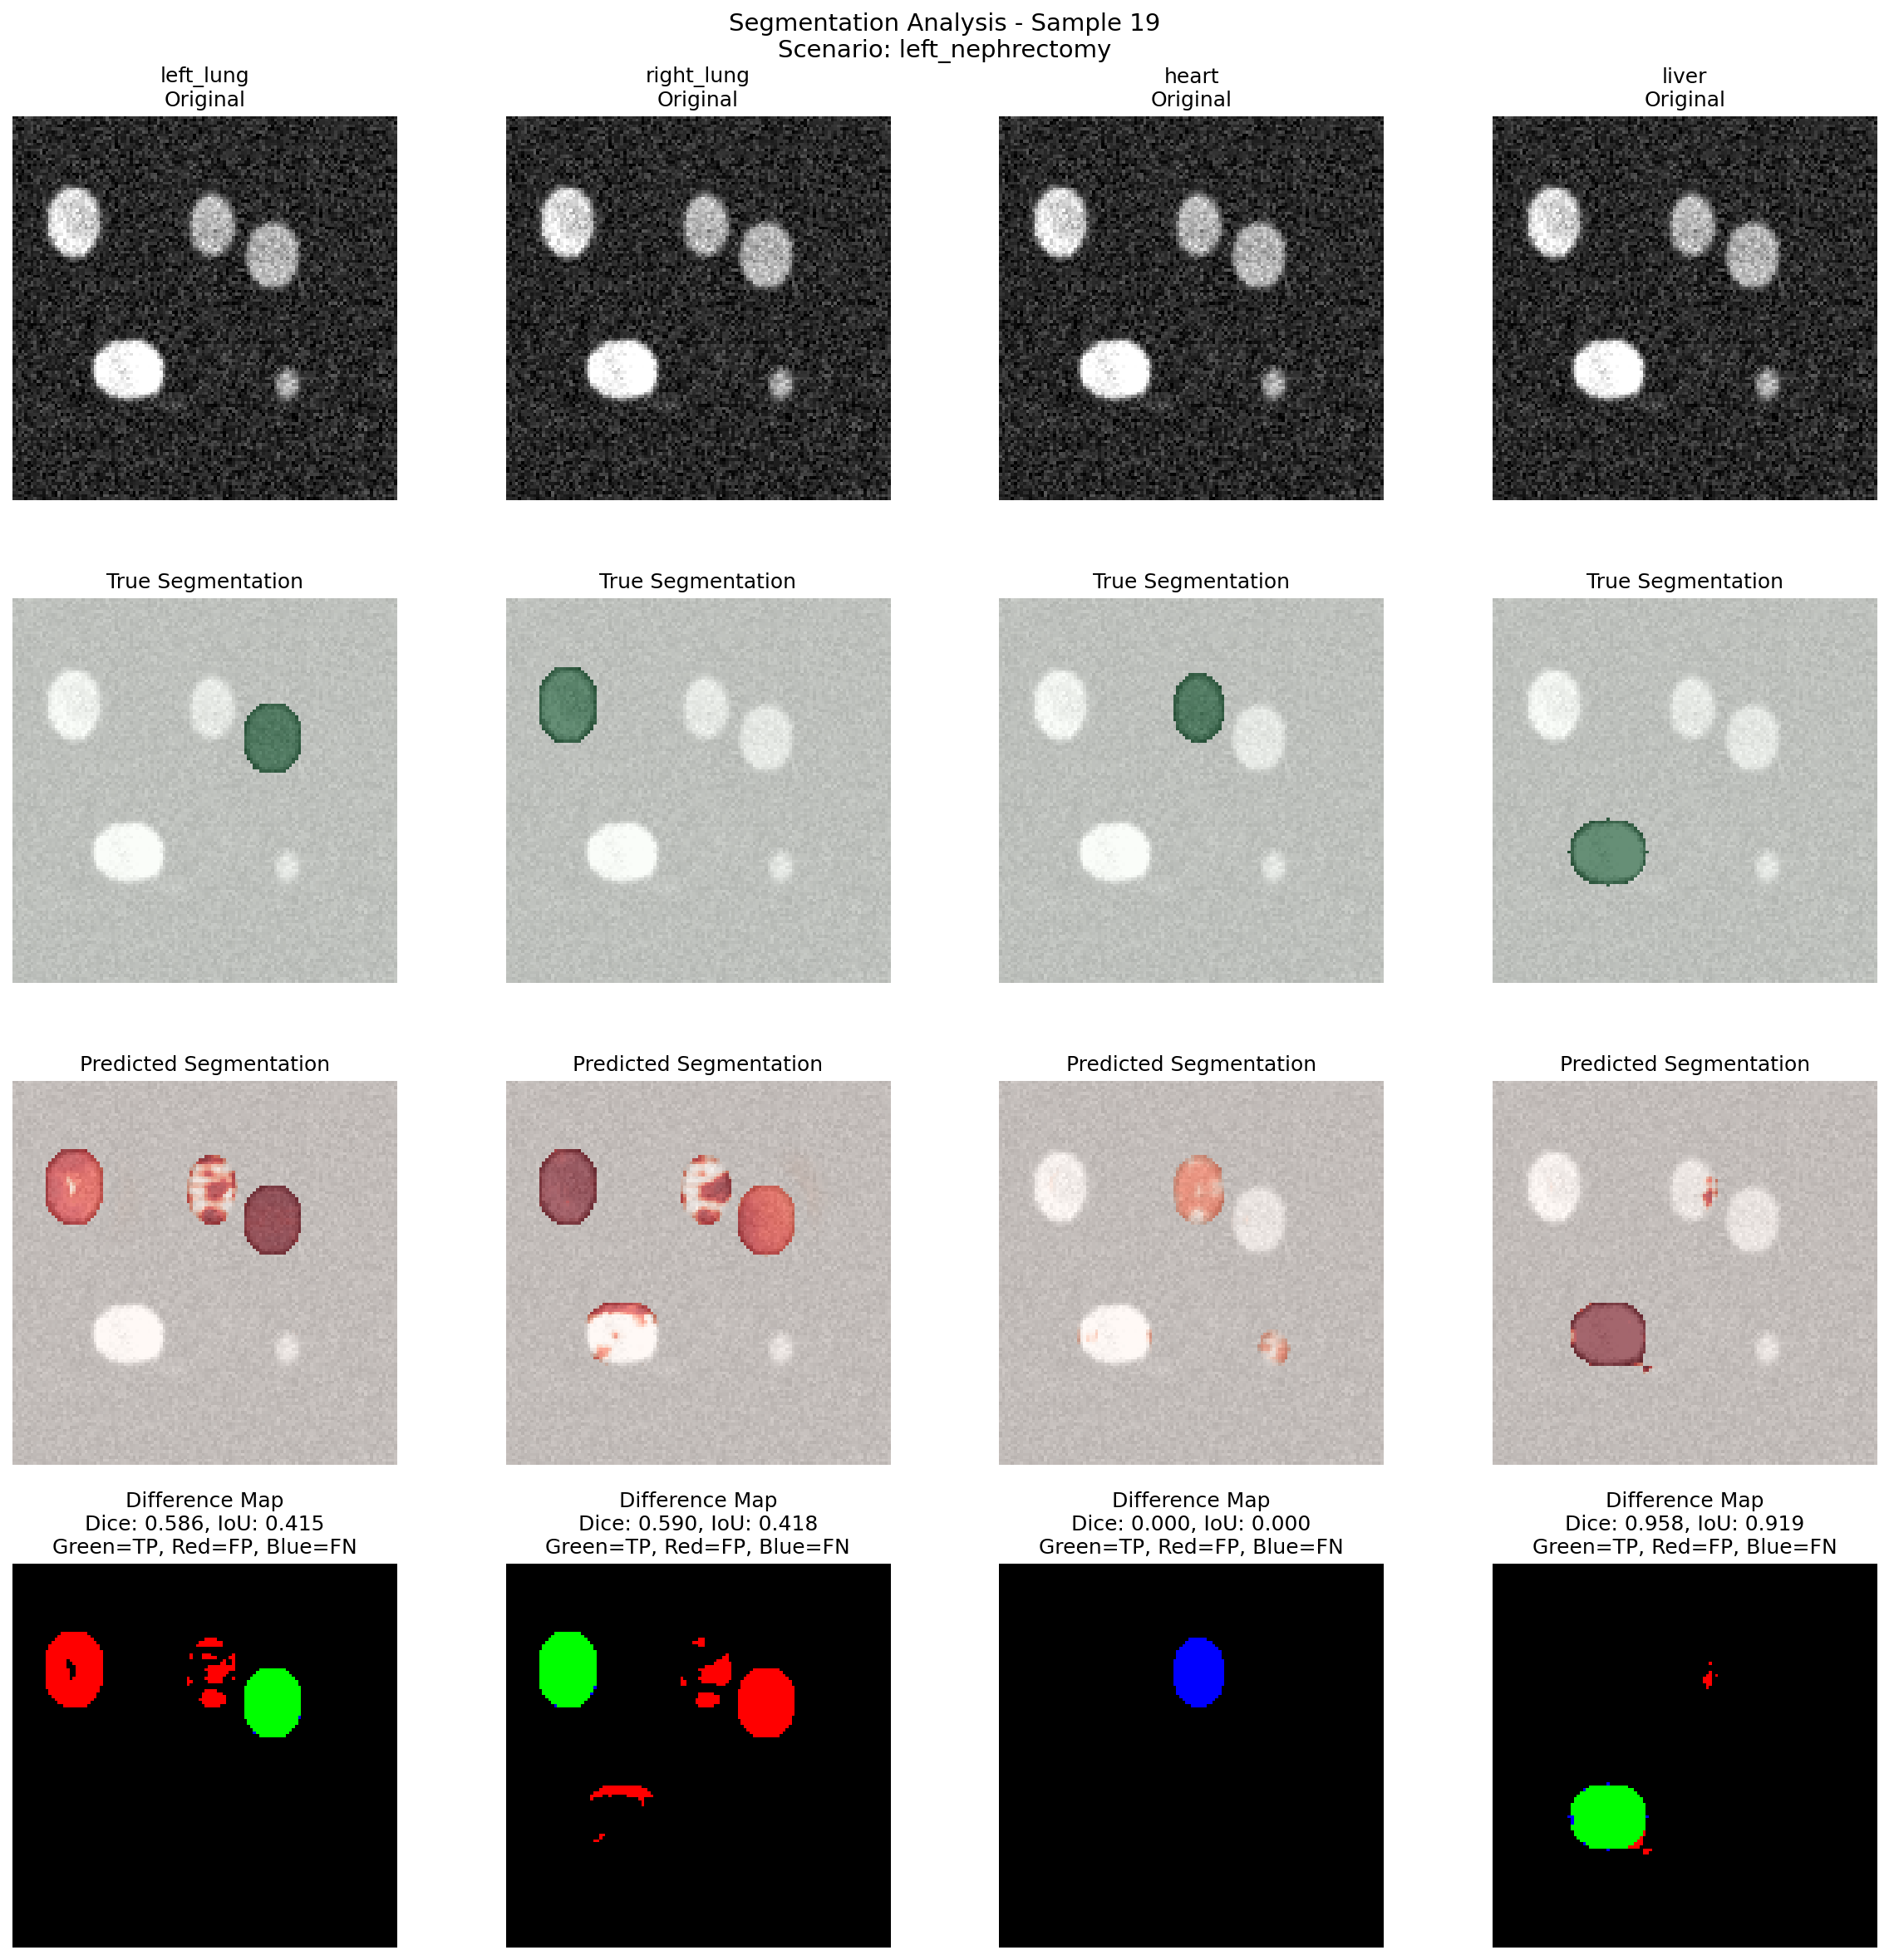 Segmentation Analysis - Sample 19
Scenario: left_nephrectomy
left_lung
Original
right_lung
Original
heart
Original
liver
Original
True Segmentation
True Segmentation
True Segmentation
True Segmentation
Predicted Segmentation
Predicted Segmentation
Predicted Segmentation
Predicted Segmentation
Difference Map
Dice: 0.586, IoU: 0.415
Green=TP, Red=FP, Blue=FN
Difference Map
Dice: 0.590, IoU: 0.418
Green=TP, Red=FP, Blue=FN
Difference Map
Dice: 0.000, IoU: 0.000
Green=TP, Red=FP, Blue=FN
Difference Map
Dice: 0.958, IoU: 0.919
Green=TP, Red=FP, Blue=FN